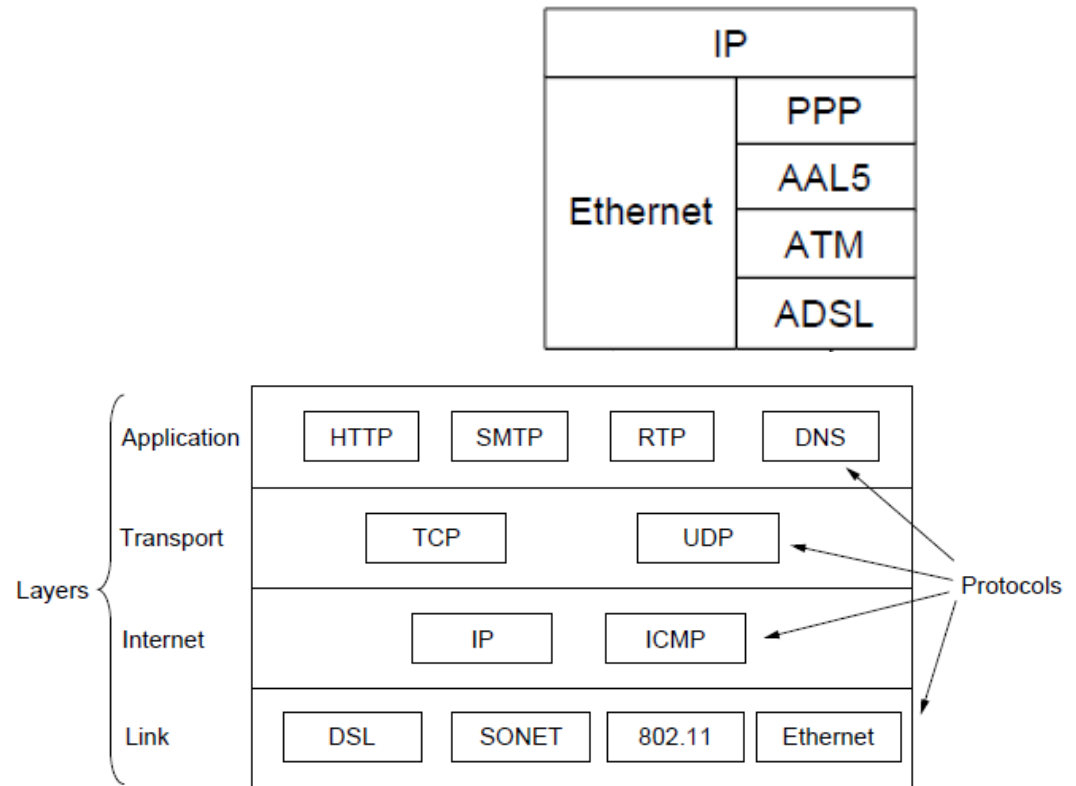 IP
Ethernet
PPP
AAL5
ATM
ADSL
Layers
Application
HTTP SMTP RTP DNS
Transport
TCP UDP
Protocols
Internet
IP ICMP
Link
DSL SONET 802.11 Ethernet